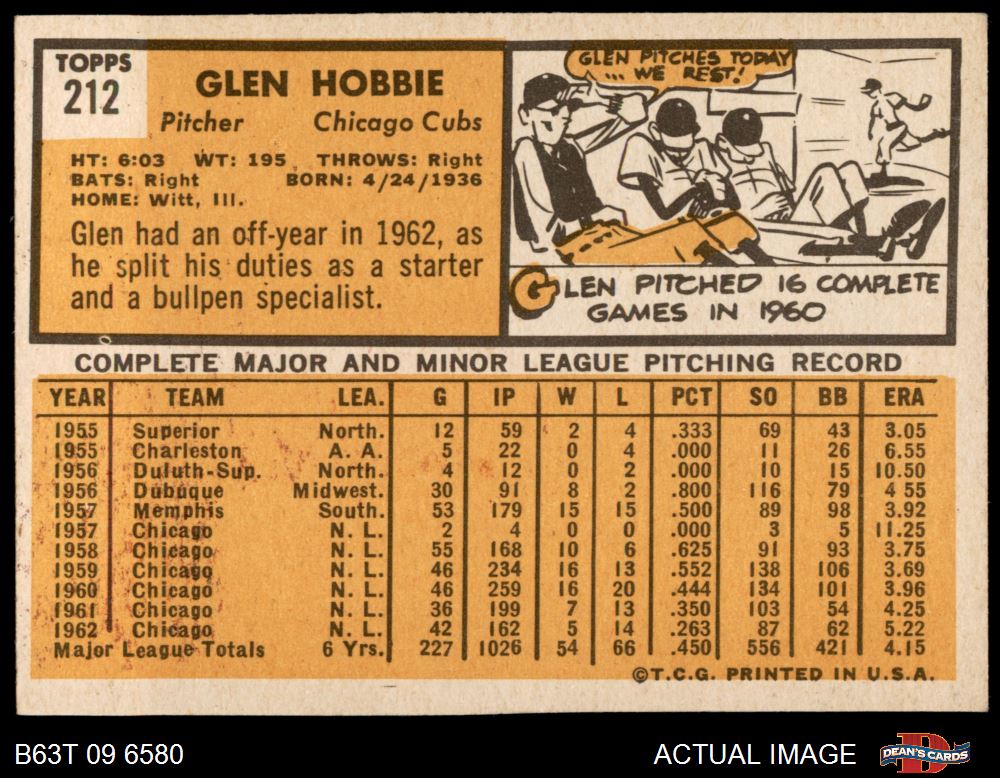 TOPPS
212
GLEN HOBBIE
Pitcher Chicago Cubs
HT: 6:03 WT: 195 THROWS: Right
BATS: Right BORN: 4/24/1936
HOME: Witt, Ill.
Glen had an off-year in 1962, as
he split his duties as a starter
and a bullpen specialist.
GLEN PITCHES TODAY
... WE REST!
GLEN PITCHED 16 COMPLETE
GAMES IN 1960
COMPLETE MAJOR AND MINOR LEAGUE PITCHING RECORD
YEAR TEAM LEA. G IP W L PCT SO BB ERA
1955 Superior North. 12 59 2 4 .333 69 43 3.05
1955 Charleston A. A. 5 22 0 4 .000 11 26 6.55
1956 Duluth-Sup. North. 4 12 0 2 .000 10 15 10.50
1956 Dubuque Midwest. 30 91 8 2 .800 116 79 4 55
1957 Memphis South. 53 179 15 15 .500 89 98 3.92
1957 Chicago N. L. 2 4 0 0 .000 3 5 11.25
1958 Chicago N. L. 55 168 10 6 .625 91 93 3.75
1959 Chicago N. L. 46 234 16 13 .552 138 106 3.69
1960 Chicago N. L. 46 259 16 20 .444 134 101 3.96
1961 Chicago N. L. 36 199 7 13 .350 103 54 4.25
1962 Chicago N. L. 42 162 5 14 .263 87 62 5.22
Major League Totals 6 Yrs. 227 1026 54 66 .450 556 421 4.15
©T.C.G. PRINTED IN U.S.A.
B63T 09 6580 ACTUAL IMAGE DEAN'S CARDS